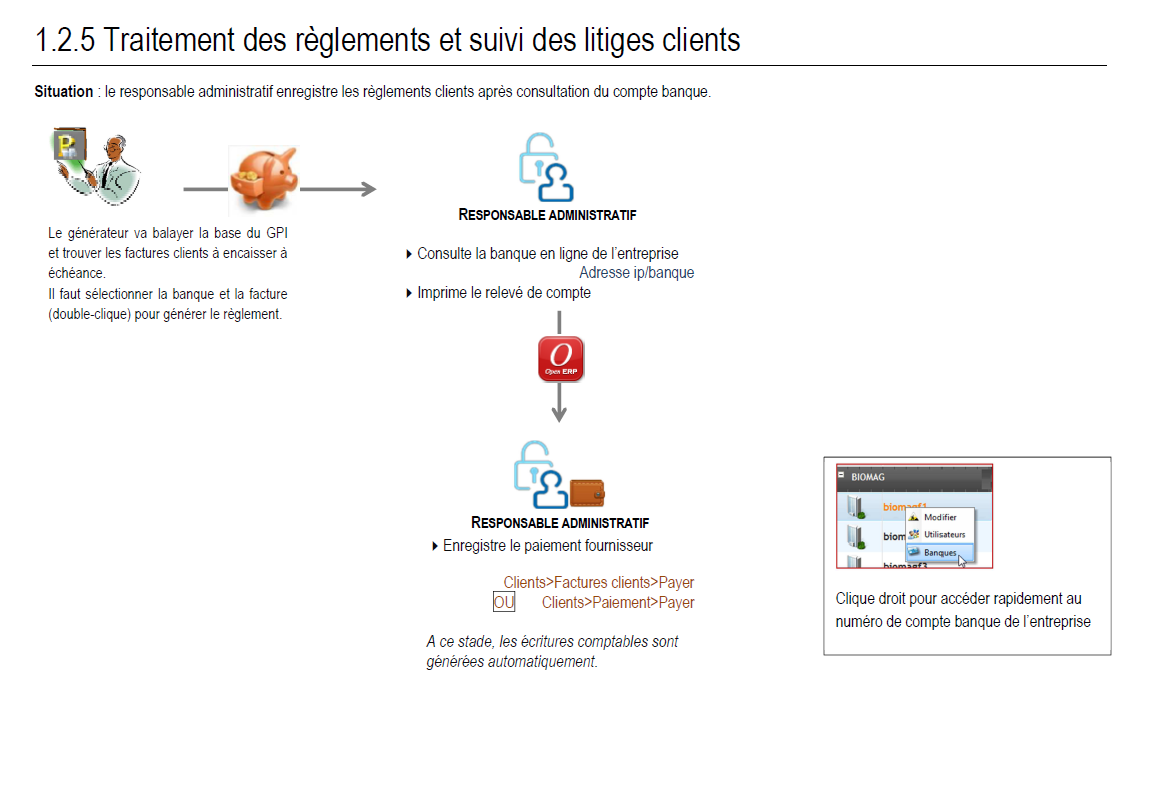 1.2.5 Traitement des règlements et suivi des litiges clients
Situation : le responsable administratif enregistre les règlements clients après consultation du compte banque.
P
Le générateur va balayer la base du GPI
et trouver les factures clients à encaisser à
échéance.
Il faut sélectionner la banque et la facture
(double-clique) pour générer le règlement.
RESPONSABLE ADMINISTRATIF
Consulte la banque en ligne de l'entreprise
Adresse ip/banque
Imprime le relevé de compte
O
Open ERP
RESPONSABLE ADMINISTRATIF
Enregistre le paiement fournisseur
Clients>Factures clients>Payer
OU Clients>Paiement>Payer
A ce stade, les écritures comptables sont
générées automatiquement.
BIOMAG
biomagf1
Modifier
biom Utilisateurs
Banques
biomagf3
Clique droit pour accéder rapidement au
numéro de compte banque de l'entreprise